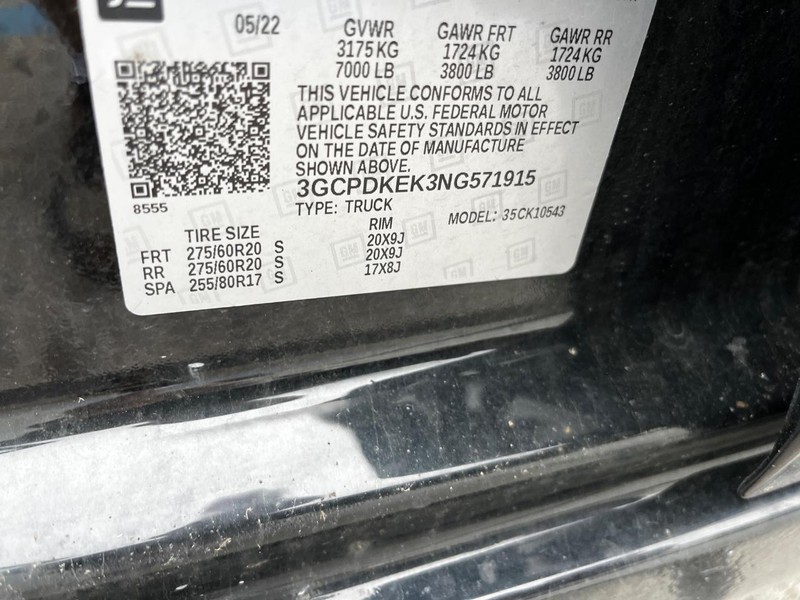 05/22 GVWR GAWR FRT GAWR RR
3175 KG 1724 KG 1724 KG
7000 LB 3800 LB 3800 LB
THIS VEHICLE CONFORMS TO ALL
APPLICABLE U.S. FEDERAL MOTOR
VEHICLE SAFETY STANDARDS IN EFFECT
ON THE DATE OF MANUFACTURE
SHOWN ABOVE.
3GCPDKEK3NG571915
8555
TYPE: TRUCK MODEL: 35CK10543
TIRE SIZE RIM
FRT 275/60R20 S 20X9J
RR 275/60R20 S 20X9J
SPA 255/80R17 S 17X8J